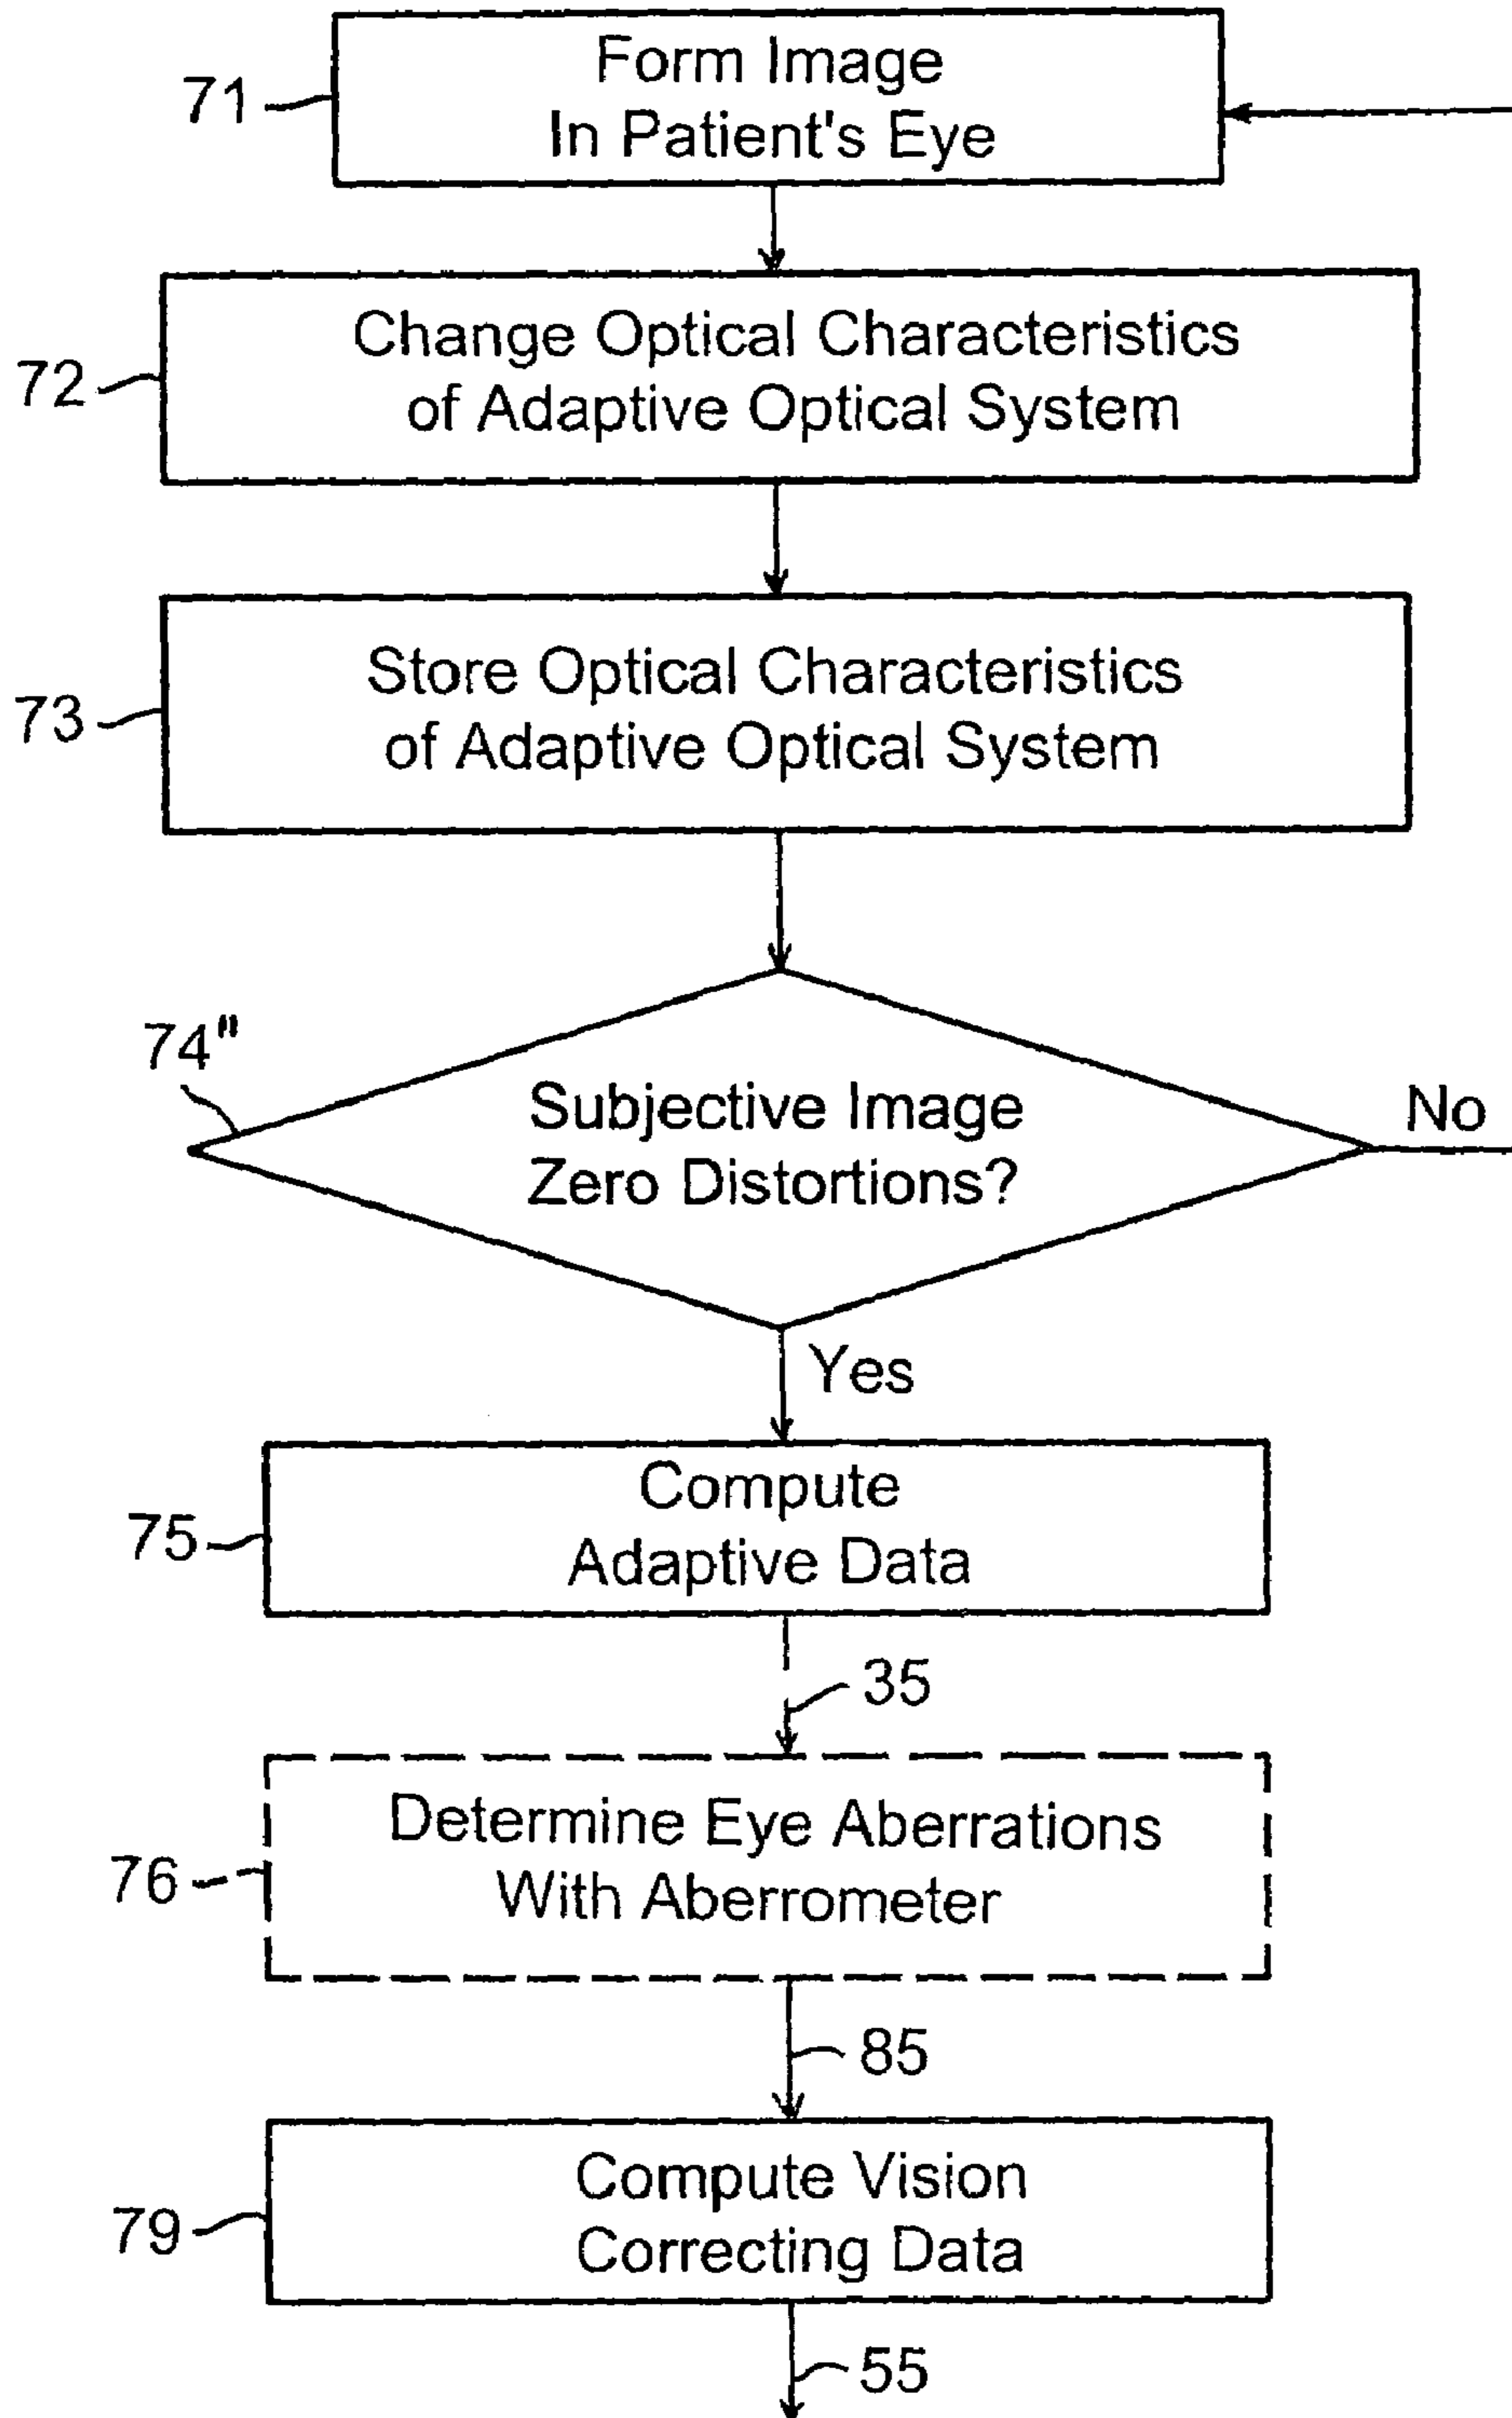 71
Form Image
In Patient's Eye
72
Change Optical Characteristics
of Adaptive Optical System
73
Store Optical Characteristics
of Adaptive Optical System
74"
Subjective Image
Zero Distortions?
No
Yes
75
Compute
Adaptive Data
35
76
Determine Eye Aberrations
With Aberrometer
85
79
Compute Vision
Correcting Data
55